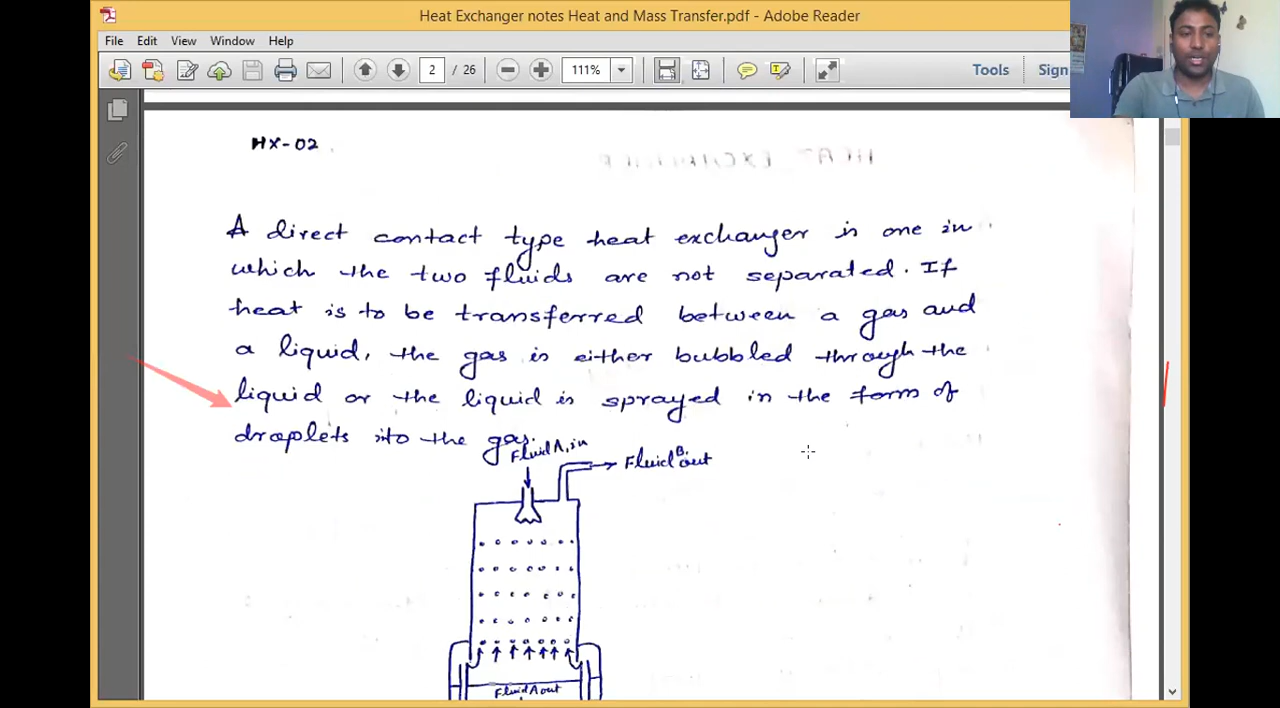 Heat Exchanger notes Heat and Mass Transfer.pdf - Adobe Reader
File Edit View Window Help
2 / 26 111% Tools Sign
HX-02
HEAT EXCHANGER
A direct contact type heat exchanger is one in
which the two fluids are not separated. If
heat is to be transferred between a gas and
a liquid, the gas is either bubbled through the
liquid or the liquid is sprayed in the form of
droplets into the gas.
Fluid A, in
Fluid B, out
Fluid A out